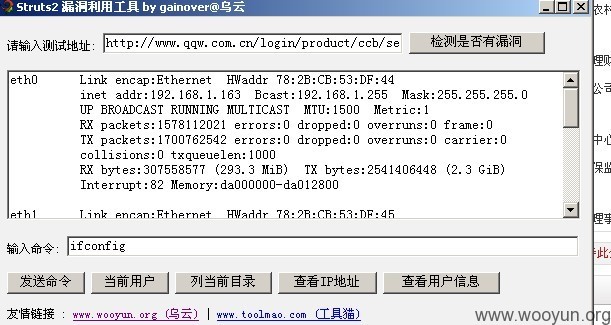 Struts2 漏洞利用工具 by gainover@乌云
请输入测试地址: http://www.qqw.com.cn/login/product/ccb/se 检测是否有漏洞
eth0 Link encap:Ethernet HWaddr 78:2B:CB:53:DF:44
inet addr:192.168.1.163 Bcast:192.168.1.255 Mask:255.255.255.0
UP BROADCAST RUNNING MULTICAST MTU:1500 Metric:1
RX packets:1578112021 errors:0 dropped:0 overruns:0 frame:0
TX packets:1700762542 errors:0 dropped:0 overruns:0 carrier:0
collisions:0 txqueuelen:1000
RX bytes:307558577 (293.3 MiB) TX bytes:2541406448 (2.3 GiB)
Interrupt:82 Memory:da000000-da012800
eth1 Link encap:Ethernet HWaddr 78:2B:CB:53:DF:45
输入命令: ifconfig
发送命令 当前用户 列当前目录 查看IP地址 查看用户信息
友情链接 : www.wooyun.org (乌云) | www.toolmao.com (工具猫)
农村
理财
公司
中心
保监
理事
www.wooyun.org